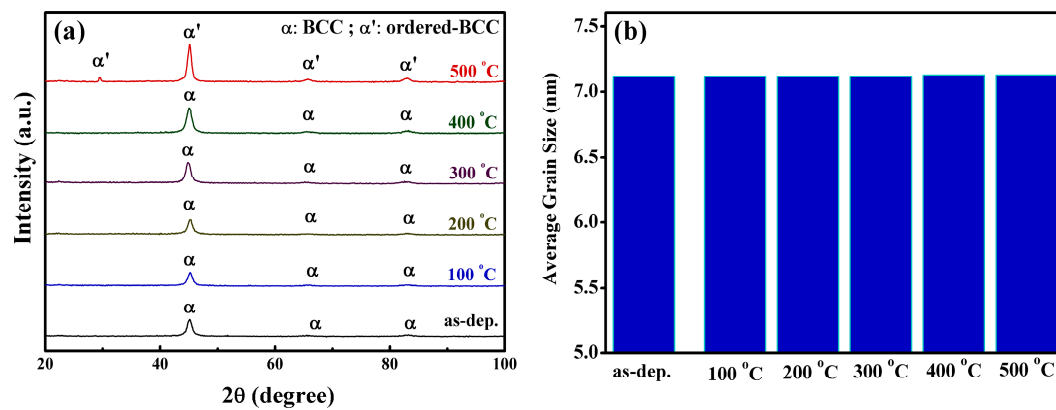 (a)
α: BCC ; α': ordered-BCC
α'
α'
α'
α'
500 °C
α
α
α
400 °C
α
α
α
300 °C
α
α
α
200 °C
α
α
α
100 °C
α
α
α
as-dep.
20 40 60 80 100
2θ (degree)
Intensity (a.u.)
(b)
7.5
7.0
6.5
6.0
5.5
5.0
Average Grain Size (nm)
as-dep. 100 °C 200 °C 300 °C 400 °C 500 °C